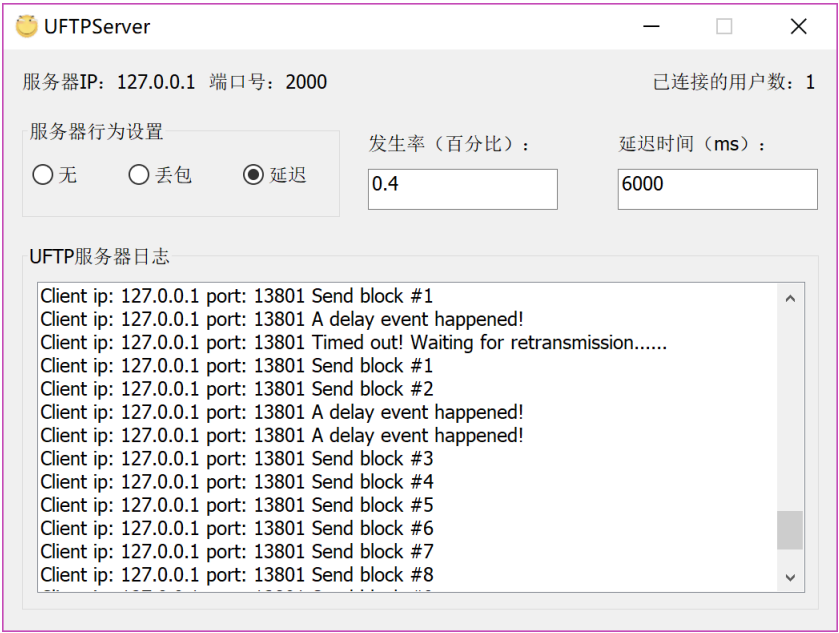 UFTPServer
服务器IP：127.0.0.1 端口号：2000 已连接的用户数：1
服务器行为设置 发生率（百分比）： 延迟时间（ms）：
无 丢包 延迟 0.4 6000
UFTP服务器日志
Client ip: 127.0.0.1 port: 13801 Send block #1
Client ip: 127.0.0.1 port: 13801 A delay event happened!
Client ip: 127.0.0.1 port: 13801 Timed out! Waiting for retransmission......
Client ip: 127.0.0.1 port: 13801 Send block #1
Client ip: 127.0.0.1 port: 13801 Send block #2
Client ip: 127.0.0.1 port: 13801 A delay event happened!
Client ip: 127.0.0.1 port: 13801 A delay event happened!
Client ip: 127.0.0.1 port: 13801 Send block #3
Client ip: 127.0.0.1 port: 13801 Send block #4
Client ip: 127.0.0.1 port: 13801 Send block #5
Client ip: 127.0.0.1 port: 13801 Send block #6
Client ip: 127.0.0.1 port: 13801 Send block #7
Client ip: 127.0.0.1 port: 13801 Send block #8